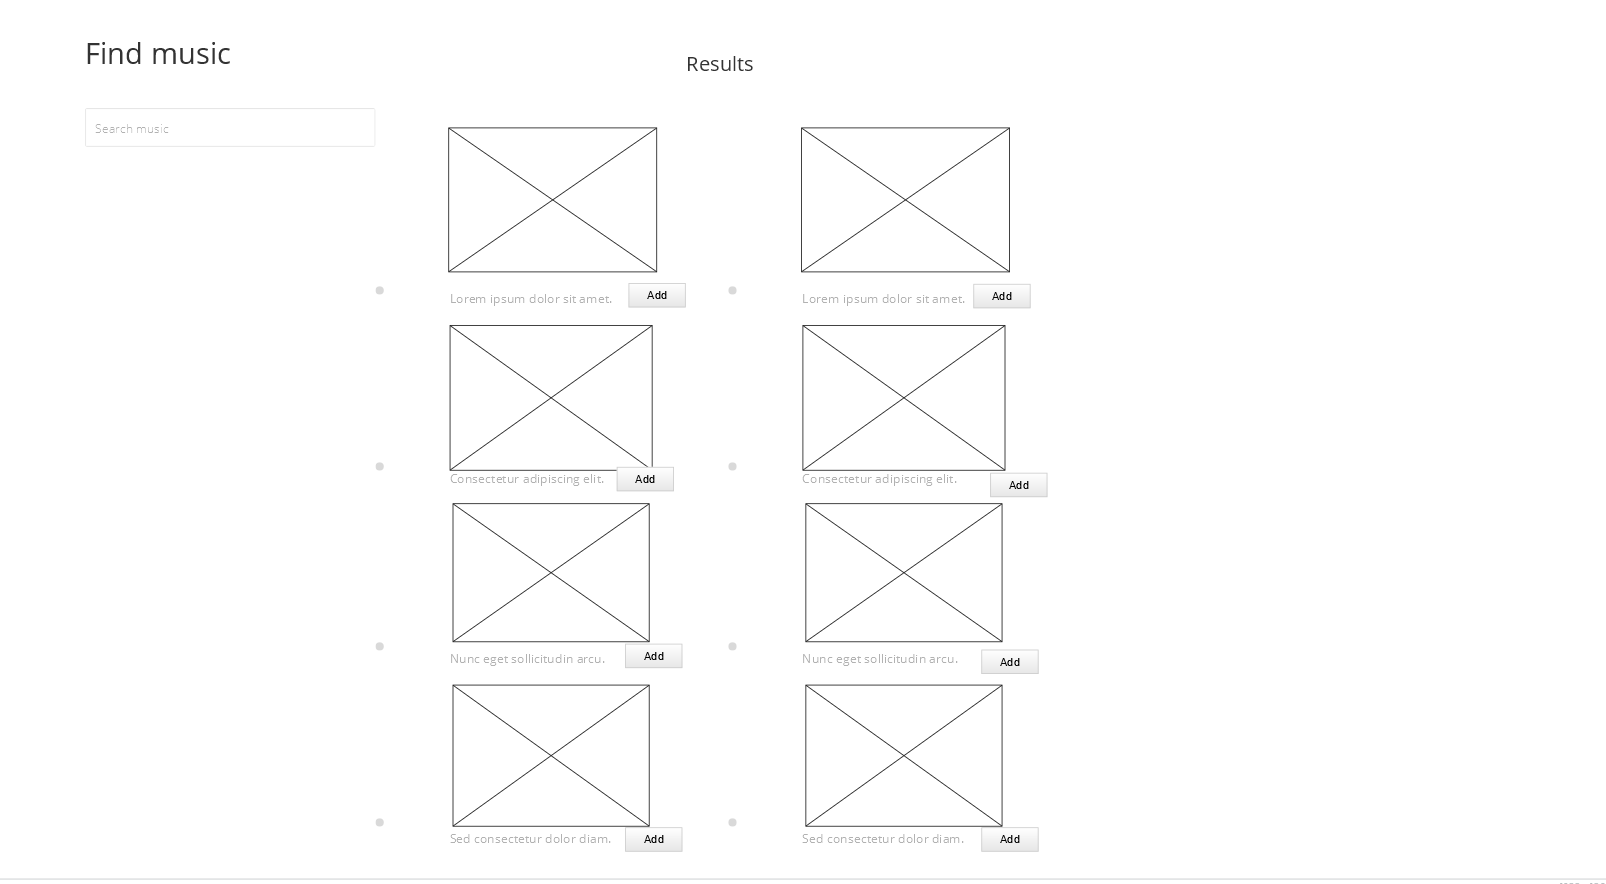 Find music
Results
Search music
Lorem ipsum dolor sit amet. Add
Lorem ipsum dolor sit amet. Add
Consectetur adipiscing elit. Add
Consectetur adipiscing elit. Add
Nunc eget sollicitudin arcu. Add
Nunc eget sollicitudin arcu. Add
Sed consectetur dolor diam. Add
Sed consectetur dolor diam. Add